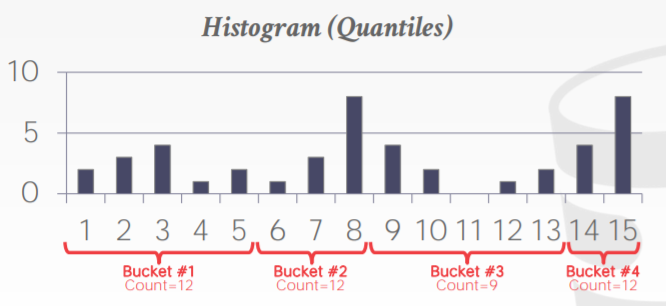 Histogram (Quantiles)
10
5
0
1 2 3 4 5 6 7 8 9 10 11 12 13 14 15
Bucket #1 Bucket #2 Bucket #3 Bucket #4
Count=12 Count=12 Count=9 Count=12